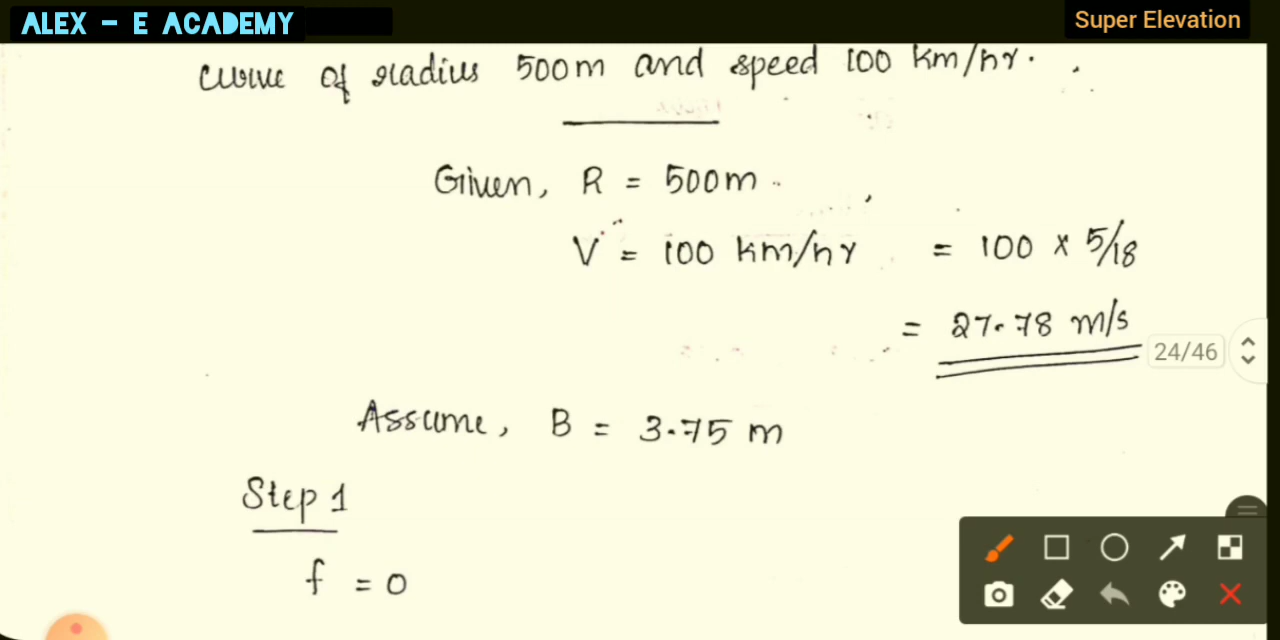 ALEX - E ACADEMY
Super Elevation
curve of radius 500m and speed 100 km/hr.
Given, R = 500m
V = 100 km/hr = 100 x 5/18
= 27.78 m/s
24/46
Assume, B = 3.75 m
Step 1
f = 0